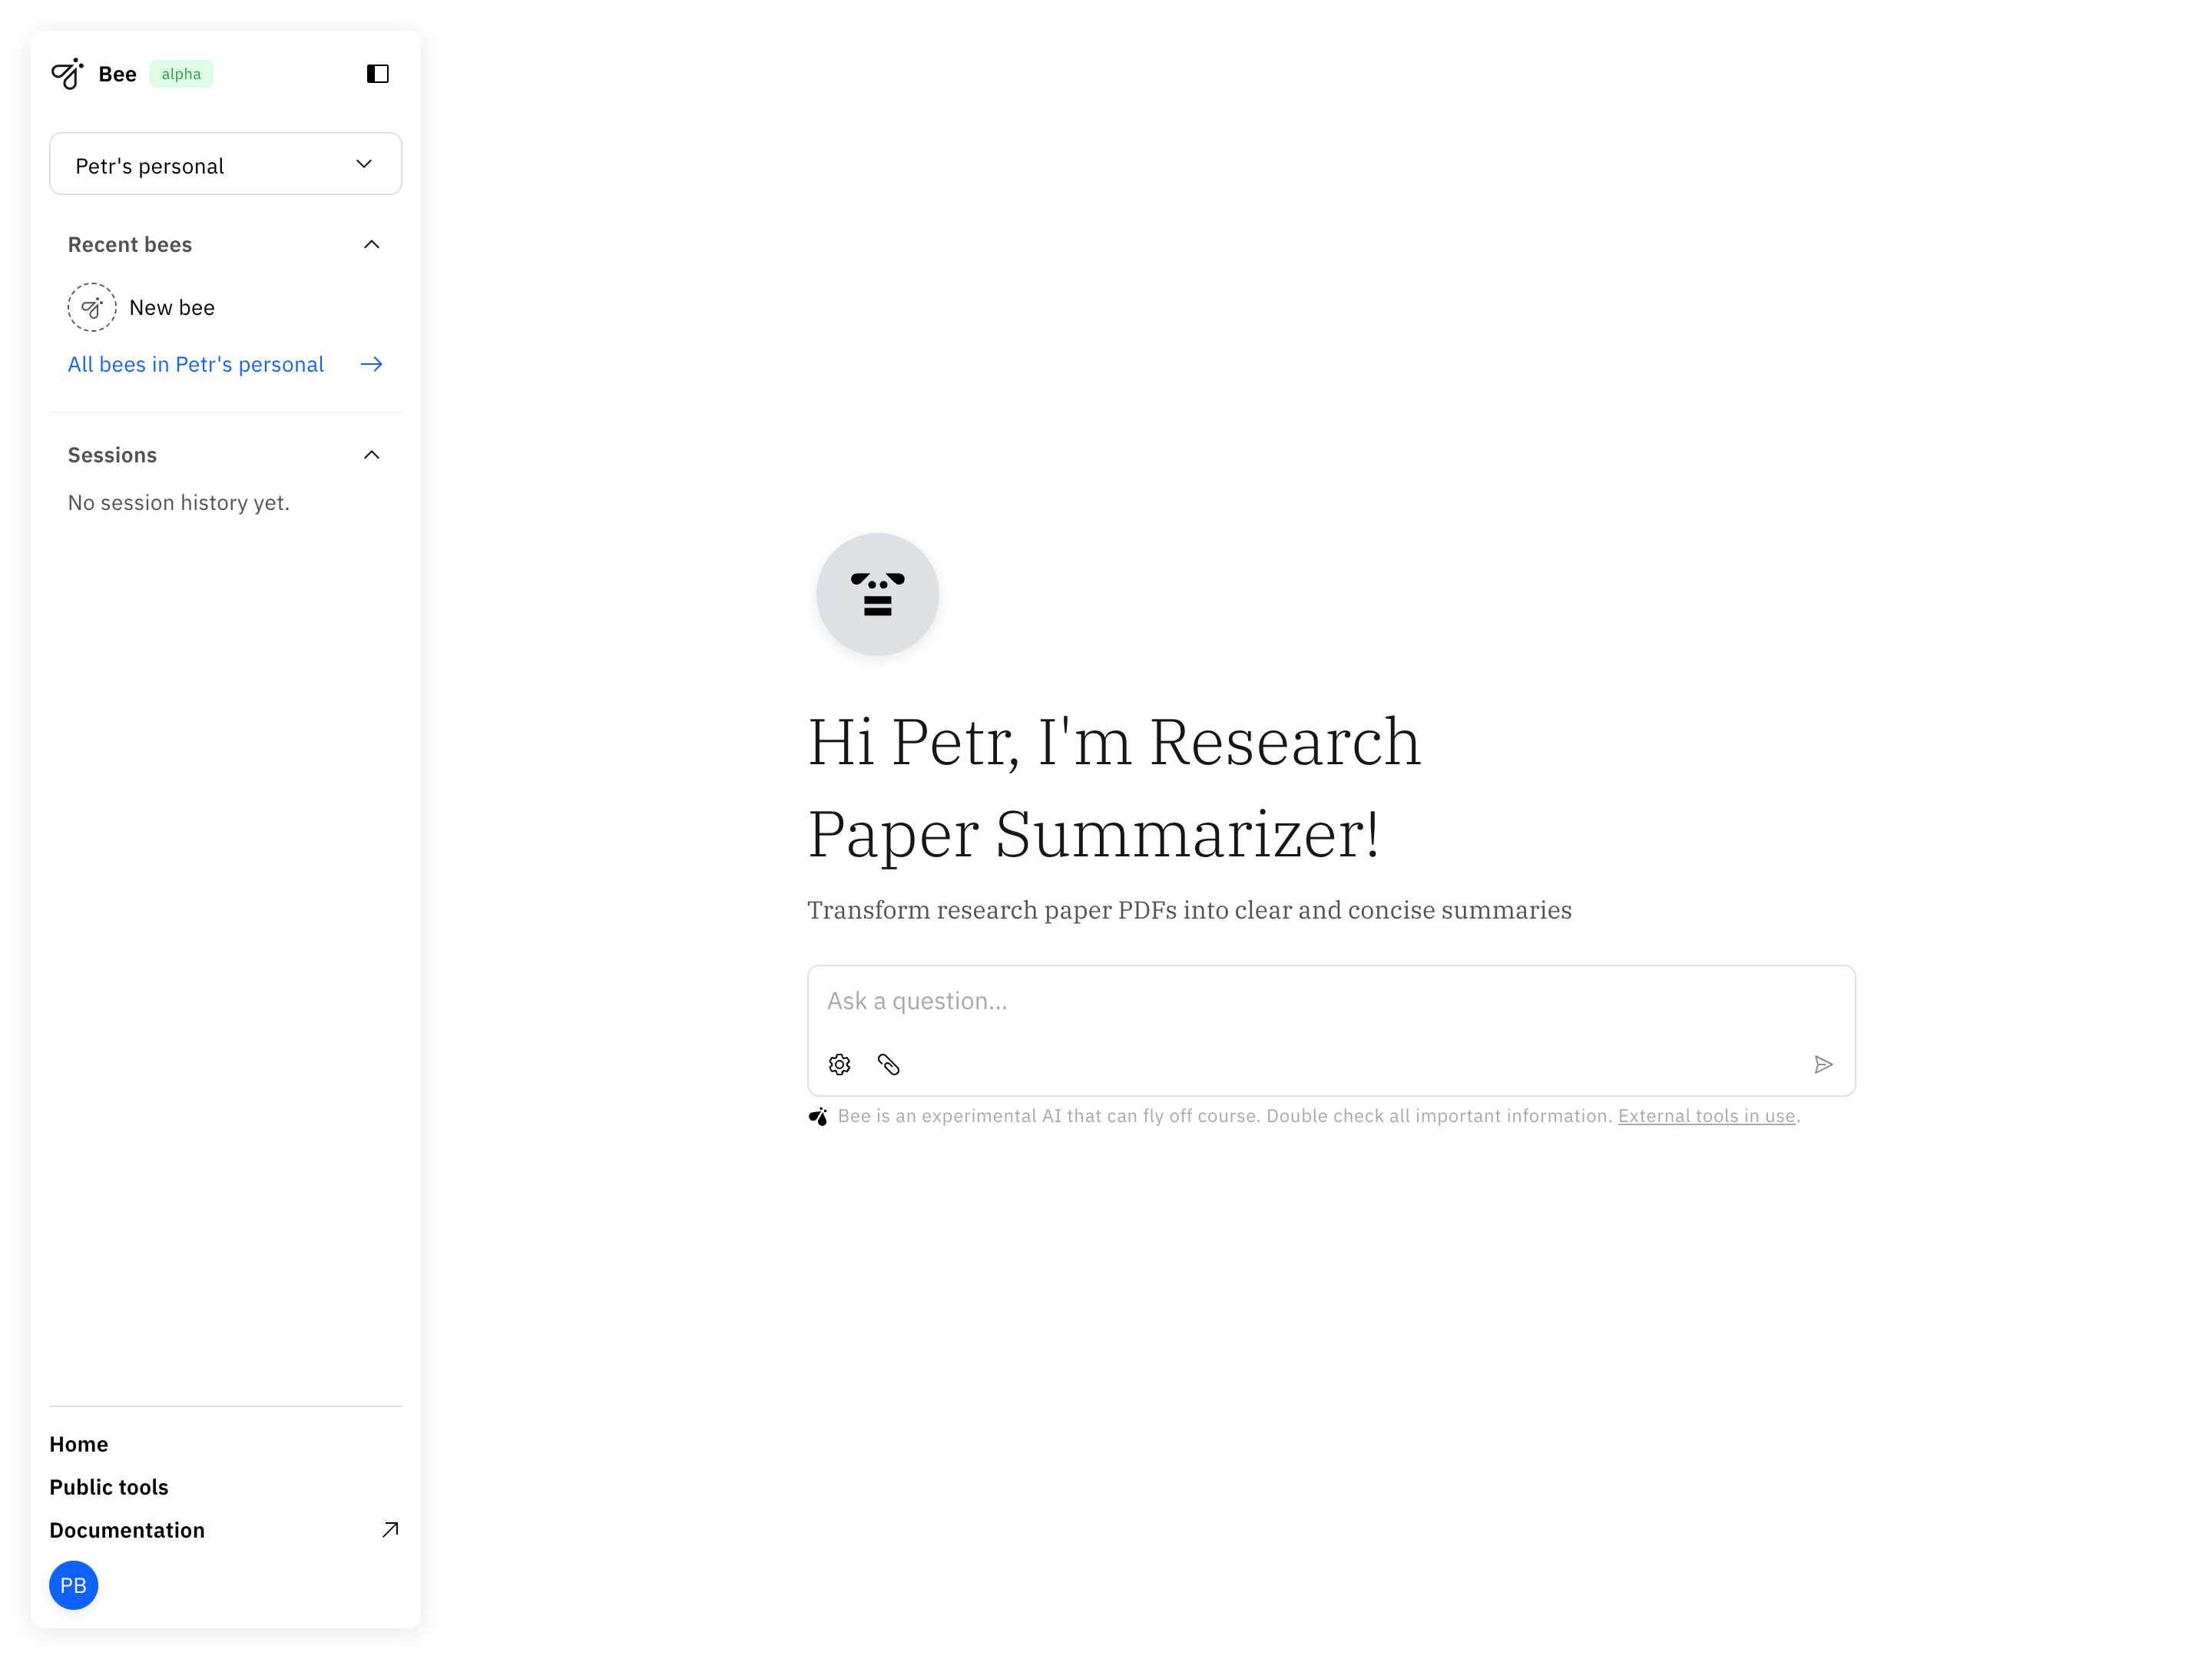 Bee alpha
Petr's personal
Recent bees
New bee
All bees in Petr's personal
Sessions
No session history yet.
Home
Public tools
Documentation
PB
Hi Petr, I'm Research
Paper Summarizer!
Transform research paper PDFs into clear and concise summaries
Ask a question...
Bee is an experimental AI that can fly off course. Double check all important information. External tools in use.